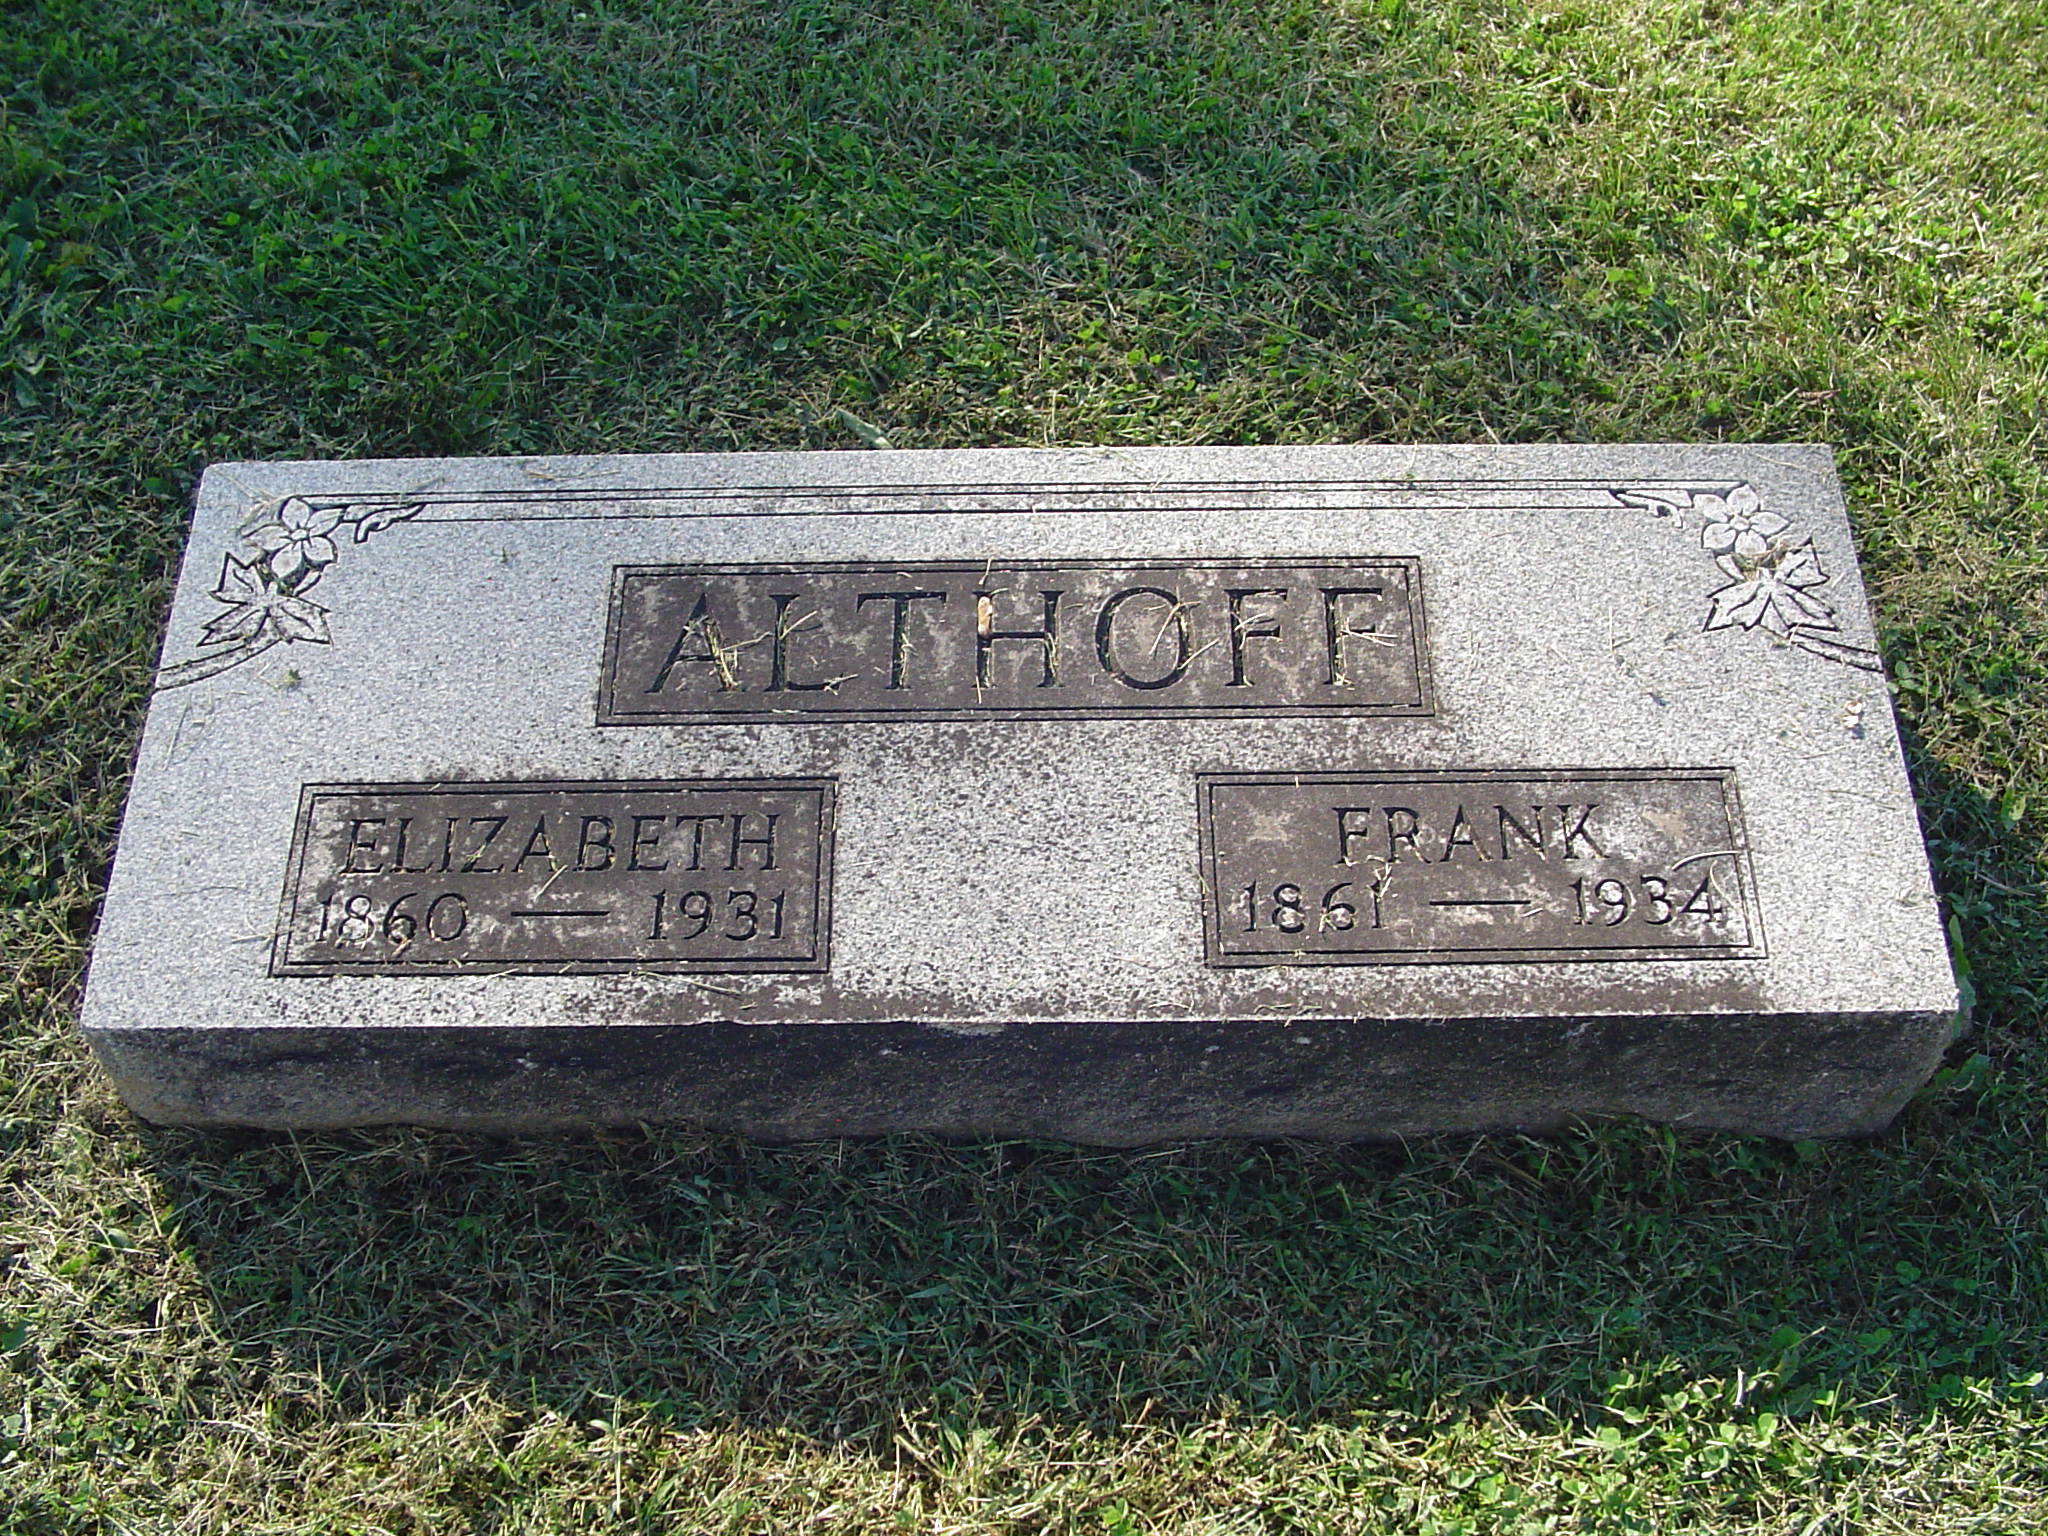 ALTHOFF
ELIZABETH
1860 — 1931
FRANK
1861 — 1934